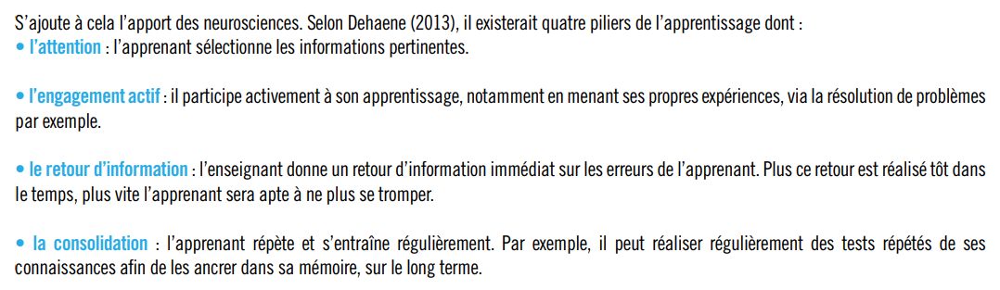 S’ajoute à cela l’apport des neurosciences. Selon Dehaene (2013), il existerait quatre piliers de l’apprentissage dont :
• l’attention : l’apprenant sélectionne les informations pertinentes.
• l’engagement actif : il participe activement à son apprentissage, notamment en menant ses propres expériences, via la résolution de problèmes
par exemple.
• le retour d’information : l’enseignant donne un retour d’information immédiat sur les erreurs de l’apprenant. Plus ce retour est réalisé tôt dans
le temps, plus vite l’apprenant sera apte à ne plus se tromper.
• la consolidation : l’apprenant répète et s’entraîne régulièrement. Par exemple, il peut réaliser régulièrement des tests répétés de ses
connaissances afin de les ancrer dans sa mémoire, sur le long terme.